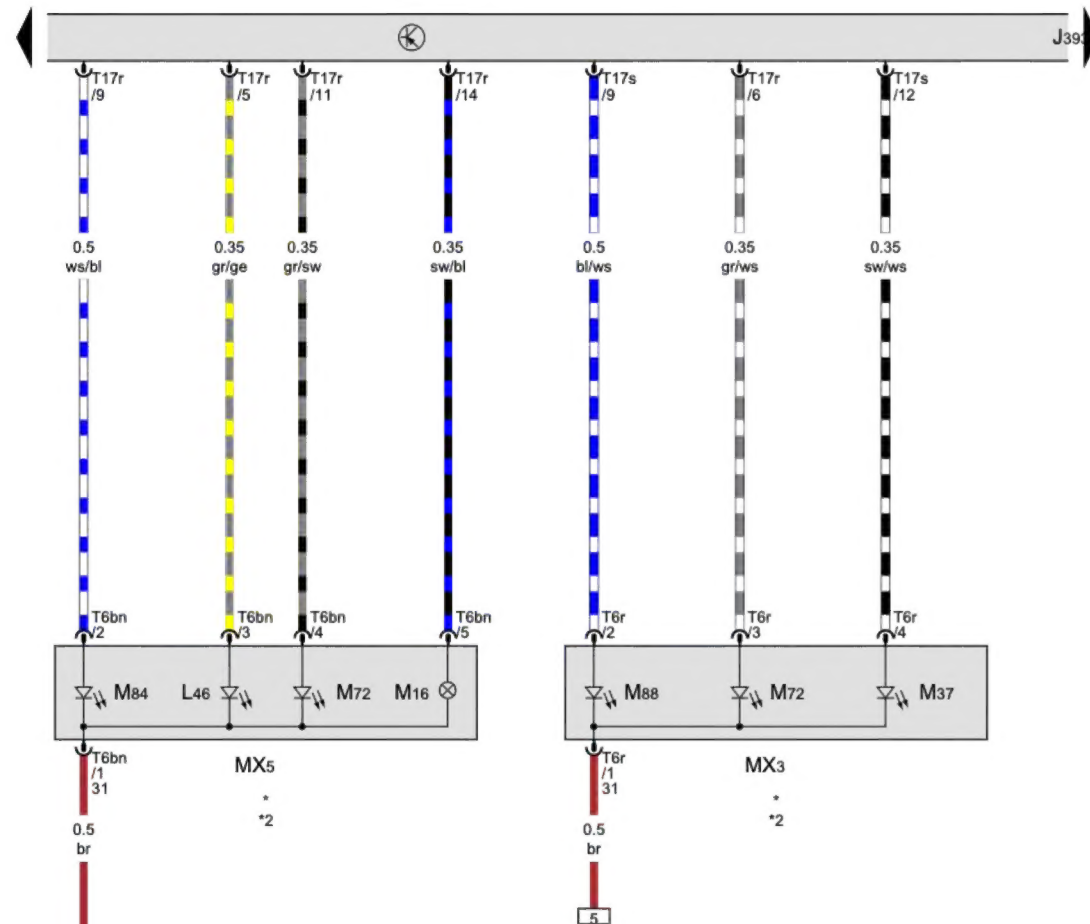 J393
T17r
/9
T17r
/5
T17r
/11
T17r
/14
T17s
/9
T17r
/6
T17s
/12
0.5
ws/bl
0.35
gr/ge
0.35
gr/sw
0.35
sw/bl
0.5
bl/ws
0.35
gr/ws
0.35
sw/ws
T6bn
/2
T6bn
/3
T6bn
/4
T6bn
/5
T6r
/2
T6r
/3
T6r
/4
M84
L46
M72
M16
M88
M72
M37
T6bn
/1
31
MX5
*
*2
T6r
/1
31
MX3
*
*2
0.5
br
0.5
br
5